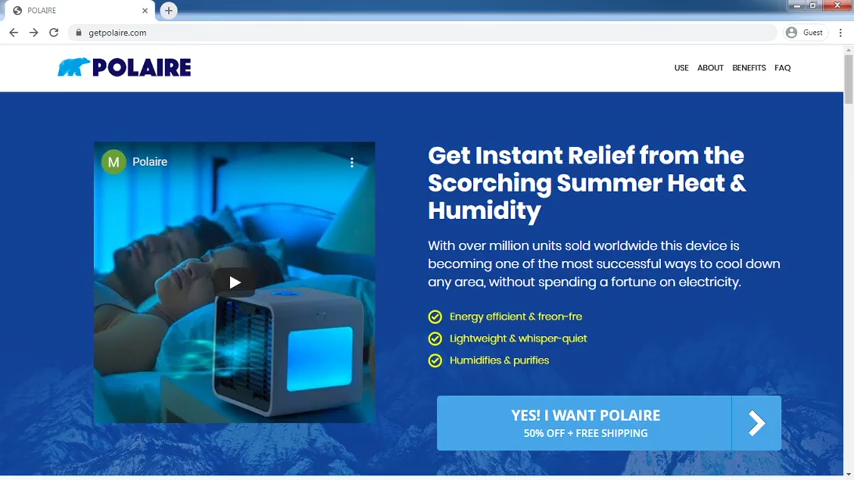 POLAIRE
getpolaire.com
Guest
POLAIRE
USE ABOUT BENEFITS FAQ
M Polaire
Get Instant Relief from the
Scorching Summer Heat &
Humidity
With over million units sold worldwide this device is
becoming one of the most successful ways to cool down
any area, without spending a fortune on electricity.
Energy efficient & freon-fre
Lightweight & whisper-quiet
Humidifies & purifies
YES! I WANT POLAIRE
50% OFF + FREE SHIPPING